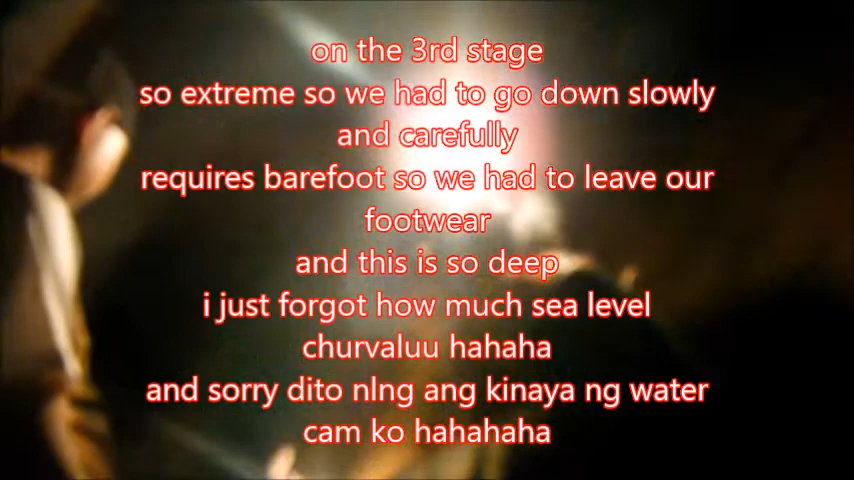 on the 3rd stage
so extreme so we had to go down slowly
and carefully
requires barefoot so we had to leave our
footwear
and this is so deep
i just forgot how much sea level
churvaluu hahaha
and sorry dito nlng ang kinaya ng water
cam ko hahahaha